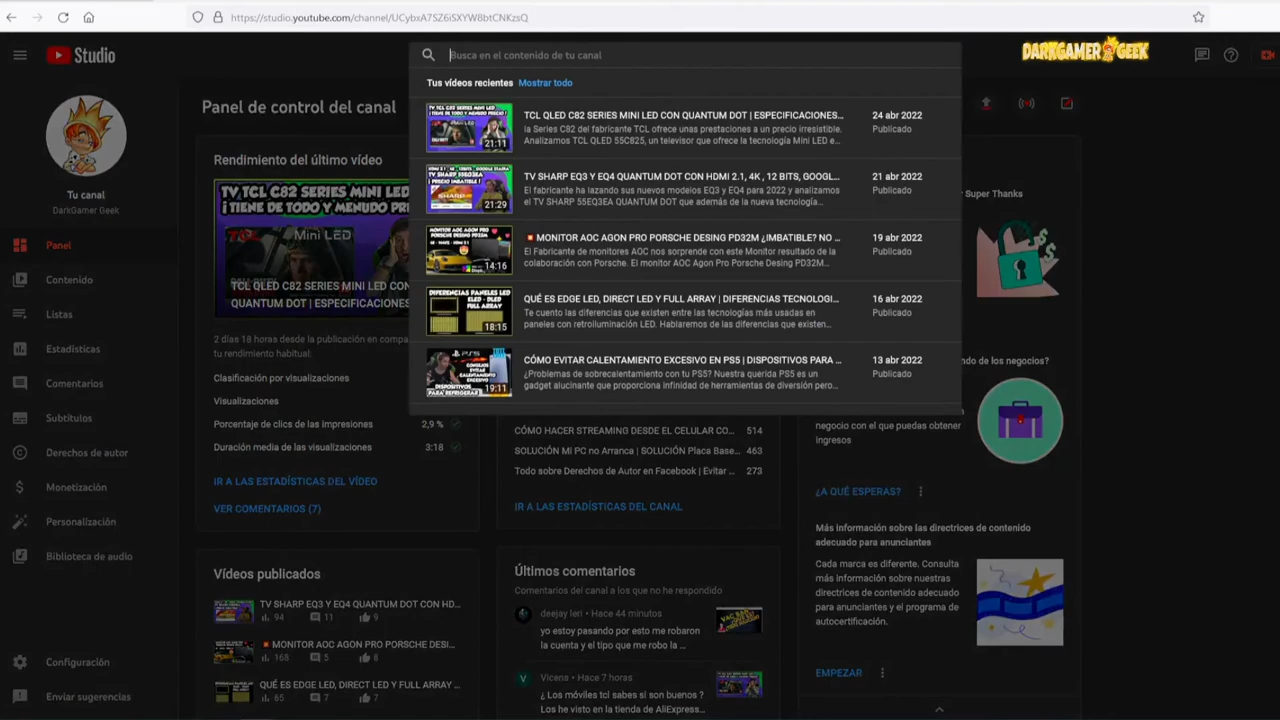 https://studio.youtube.com/channel/UCybxA7SZ6iSXYW8btCNKzsQ
Studio
Busca en el contenido de tu canal
DARKGAMER GEEK
Tus vídeos recientes Mostrar todo
Panel de control del canal
TCL QLED C82 SERIES MINI LED CON QUANTUM DOT | ESPECIFICACIONES...
24 abr 2022
la Series C82 del fabricante TCL ofrece unas prestaciones a un precio irresistible.
Publicado
Analizamos TCL QLED 55C825, un televisor que ofrece la tecnología Mini LED e...
21:11
TV SHARP EQ3 Y EQ4 QUANTUM DOT CON HDMI 2.1, 4K , 12 BITS, GOOGL...
21 abr 2022
El fabricante ha lazando sus nuevos modelos EQ3 y EQ4 para 2022 y analizamos
Publicado
el TV SHARP 55EQ3EA QUANTUM DOT que además de la nueva tecnología...
21:29
MONITOR AOC AGON PRO PORSCHE DESING PD32M ¿IMBATIBLE? NO ...
19 abr 2022
El Fabricante de monitores AOC nos sorprende con este Monitor resultado de la
Publicado
colaboración con Porsche. El monitor AOC Agon Pro Porsche Desing PD32M...
14:16
QUÉ ES EDGE LED, DIRECT LED Y FULL ARRAY | DIFERENCIAS TECNOLOGI...
16 abr 2022
Te cuento las diferencias que existen entre las tecnologías más usadas en
Publicado
paneles con retroiluminación LED. Hablaremos de las diferencias que existen...
DIFERENCIAS PANELES
18:15
CÓMO EVITAR CALENTAMIENTO EXCESIVO EN PS5 | DISPOSITIVOS PARA ...
13 abr 2022
¿Problemas de sobrecalentamiento con tu PS5? Nuestra querida PS5 es un
Publicado
gadget alucinante que proporciona infinidad de herramientas de diversión pero...
19:11
Tu canal
DarkGamer Geek
Panel
Contenido
Listas
Estadísticas
Comentarios
Subtítulos
Derechos de autor
Monetización
Personalización
Biblioteca de audio
Configuración
Enviar sugerencias
Rendimiento del último vídeo
TV TCL C82 SERIES MINI LED
¡TIENE DE TODO Y MENUDO PRECIO!
Mini LED
TCL QLED C82 SERIES MINI LED CON
QUANTUM DOT | ESPECIFICACIONES
2 días 18 horas desde la publicación en compa
tu rendimiento habitual:
Clasificación por visualizaciones
Visualizaciones
Porcentaje de clics de las impresiones 2,9 %
Duración media de las visualizaciones 3:18
IR A LAS ESTADÍSTICAS DEL VÍDEO
VER COMENTARIOS (7)
Vídeos publicados
TV SHARP EQ3 Y EQ4 QUANTUM DOT CON HD...
94 11 9
MONITOR AOC AGON PRO PORSCHE DESI...
168 5 8
QUÉ ES EDGE LED, DIRECT LED Y FULL ARRAY ...
65 7 7
CÓMO HACER STREAMING DESDE EL CELULAR CO... 514
SOLUCIÓN MI PC no Arranca | SOLUCIÓN Placa Base... 463
Todo sobre Derechos de Autor en Facebook | Evitar ... 273
IR A LAS ESTADÍSTICAS DEL CANAL
Últimos comentarios
Comentarios del canal a los que no he respondido
deejay leri • Hace 44 minutos
yo estoy pasando por esto me robaron
la cuenta y el tipo que me robo la ...
V
Vicens • Hace 7 horas
¿ Los móviles tcl sabes si son buenos ?
Los he visto en la tienda de AliExpress...
Super Thanks
ndo de los negocios?
negocio con el que puedas obtener
ingresos
¿A QUÉ ESPERAS?
Más información sobre las directrices de contenido
adecuado para anunciantes
Cada marca es diferente. Consulta
más información sobre nuestras
directrices de contenido adecuado
para anunciantes y el programa de
autocertificación.
EMPEZAR